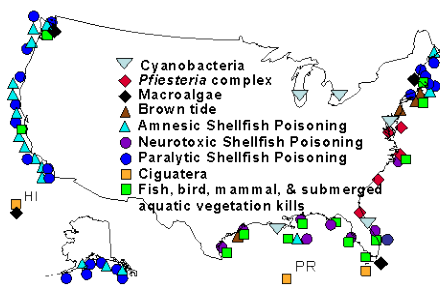 Cyanobacteria
Pfiesteria complex
Macroalgae
Brown tide
Amnesic Shellfish Poisoning
Neurotoxic Shellfish Poisoning
Paralytic Shellfish Poisoning
Ciguatera
Fish, bird, mammal, & submerged
aquatic vegetation kills
HI
PR